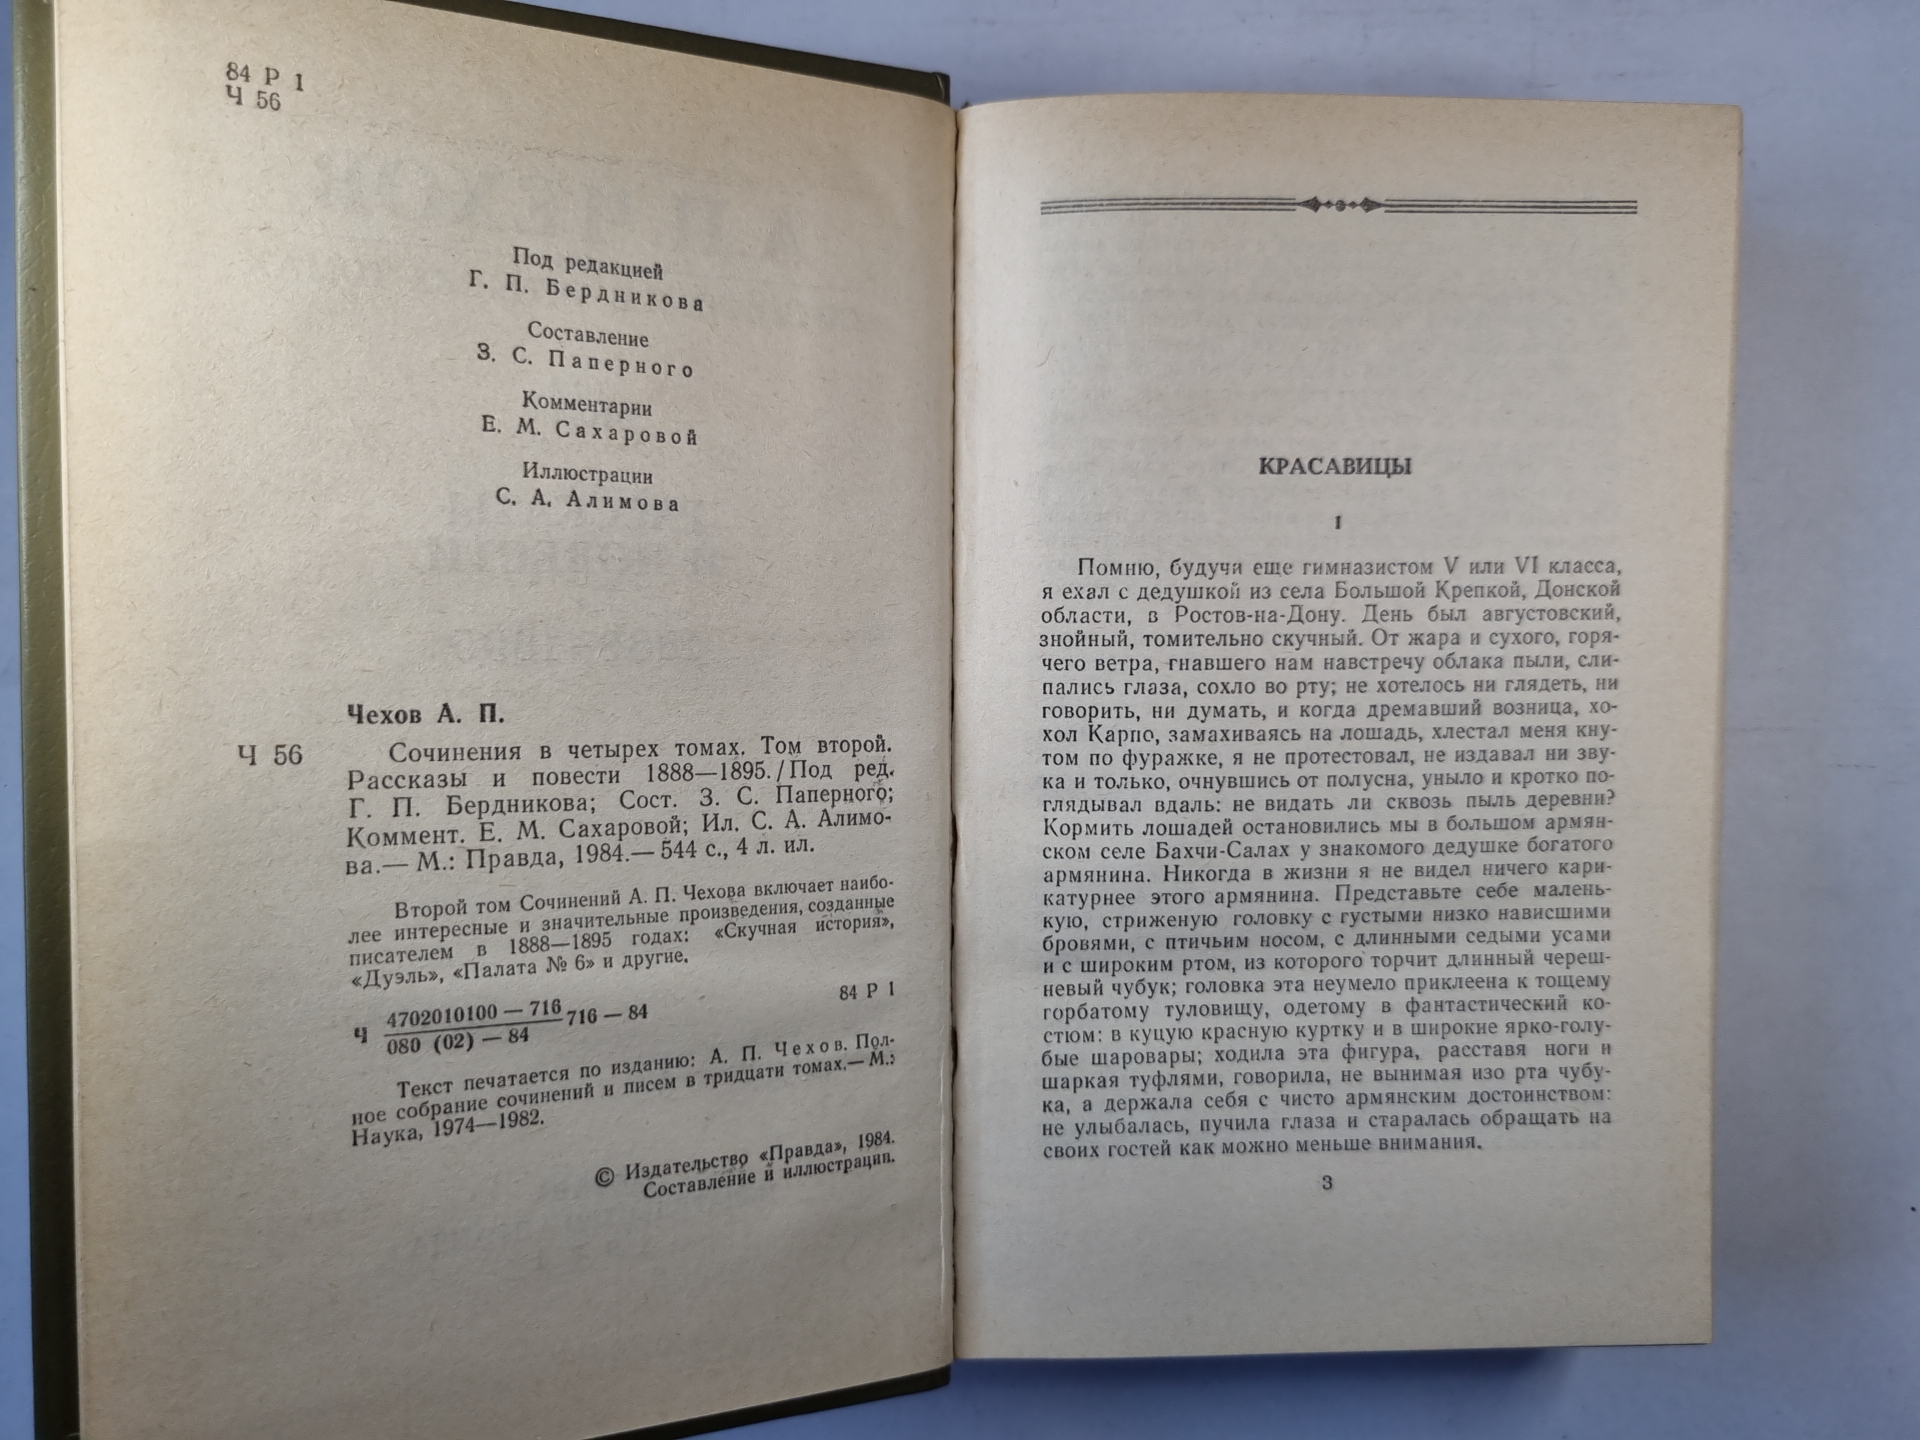 84 Р 1
Ч 56
Под редакцией
Г. П. Бердникова
Составление
З. С. Паперного
Комментарии
Е. М. Сахаровой
Иллюстрации
С. А. Алимова
Чехов А. П.
Ч 56
Сочинения в четырех томах. Том второй.
Рассказы и повести 1888—1895./Под ред.
Г. П. Бердникова; Сост. З. С. Паперного;
Коммент. Е. М. Сахаровой; Ил. С. А. Алимо-
ва.— М.: Правда, 1984.— 544 с., 4 л. ил.
Второй том Сочинений А. П. Чехова включает наибо-
лее интересные и значительные произведения, созданные
писателем в 1888—1895 годах: «Скучная история»,
«Дуэль», «Палата № 6» и другие.
Ч 4702010100 — 716
080 (02) — 84
716 — 84
84 Р 1
Текст печатается по изданию: А. П. Чехов. Пол-
ное собрание сочинений и писем в тридцати томах.— М.:
Наука, 1974—1982.
© Издательство «Правда», 1984.
Составление и иллюстрации.
КРАСАВИЦЫ
1
Помню, будучи еще гимназистом V или VI класса,
я ехал с дедушкой из села Большой Крепкой, Донской
области, в Ростов-на-Дону. День был августовский,
знойный, томительно скучный. От жара и сухого, горя-
чего ветра, гнавшего нам навстречу облака пыли, сли-
пались глаза, сохло во рту; не хотелось ни глядеть, ни
говорить, ни думать, и когда дремавший возница, хо-
хол Карпо, замахиваясь на лошадь, хлестал меня кну-
том по фуражке, я не протестовал, не издавал ни зву-
ка и только, очнувшись от полусна, уныло и кротко по-
глядывал вдаль: не видать ли сквозь пыль деревни?
Кормить лошадей остановились мы в большом армян-
ском селе Бахчи-Салах у знакомого дедушке богатого
армянина. Никогда в жизни я не видел ничего кари-
катурнее этого армянина. Представьте себе малень-
кую, стриженую головку с густыми низко нависшими
бровями, с птичьим носом, с длинными седыми усами
и с широким ртом, из которого торчит длинный череш-
невый чубук; головка эта неумело приклеена к тощему
горбатому туловищу, одетому в фантастический ко-
стюм: в куцую красную куртку и в широкие ярко-голу-
бые шаровары; ходила эта фигура, расставя ноги и
шаркая туфлями, говорила, не вынимая изо рта чубу-
ка, а держала себя с чисто армянским достоинством:
не улыбалась, пучила глаза и старалась обращать на
своих гостей как можно меньше внимания.
3